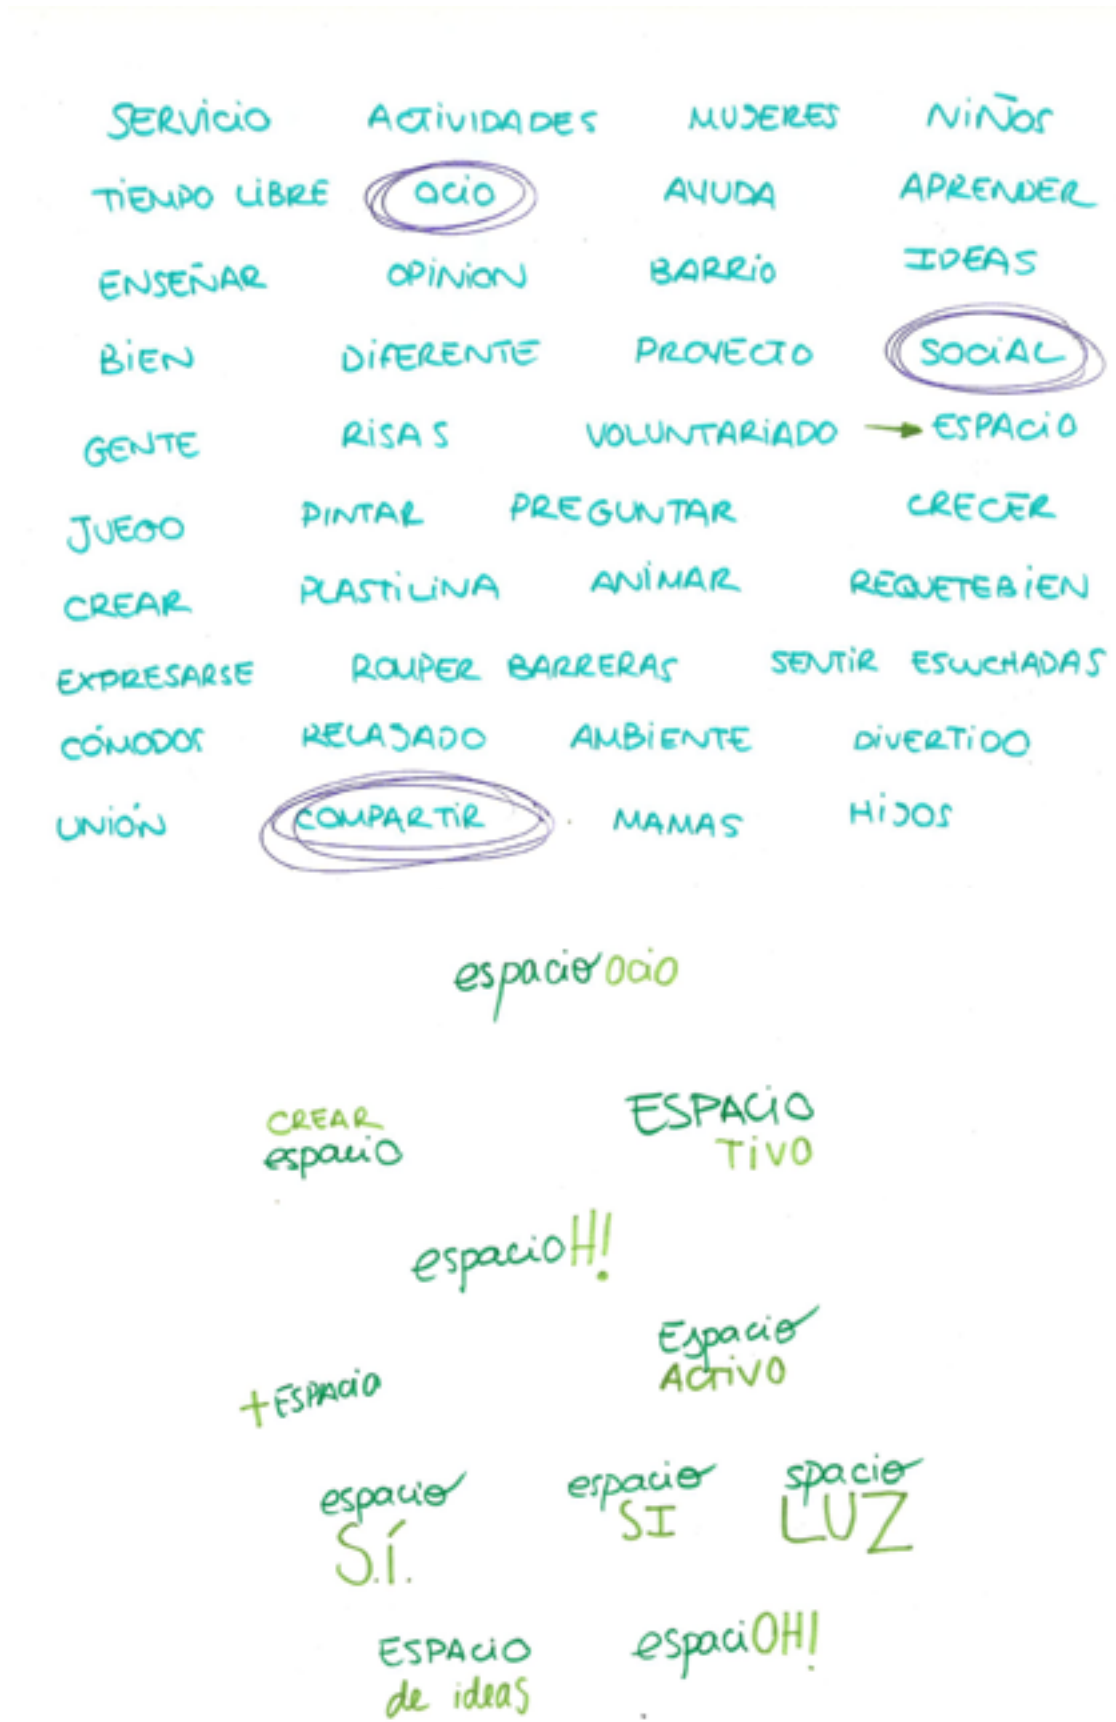 SERVICIO ACTIVIDADES MUJERES NIÑOS
TIEMPO LIBRE OCIO AYUDA APRENDER
ENSEÑAR OPINION BARRIO IDEAS
BIEN DIFERENTE PROYECTO SOCIAL
GENTE RISAS VOLUNTARIADO → ESPACIO
JUEGO PINTAR PREGUNTAR CRECER
CREAR PLASTILINA ANIMAR REQUETEBIEN
EXPRESARSE ROMPER BARRERAS SENTIR ESCUCHADAS
CÓMODOS RELAJADO AMBIENTE DIVERTIDO
UNIÓN COMPARTIR MAMAS HIJOS
espacio ocio
CREAR
espacio
ESPACIO
TIVO
espacioH!
Espacio
ACTIVO
+ESPACIO
espacio
S.Í.
espacio
SI
spacio
LUZ
ESPACIO
de ideas
espaciOH!